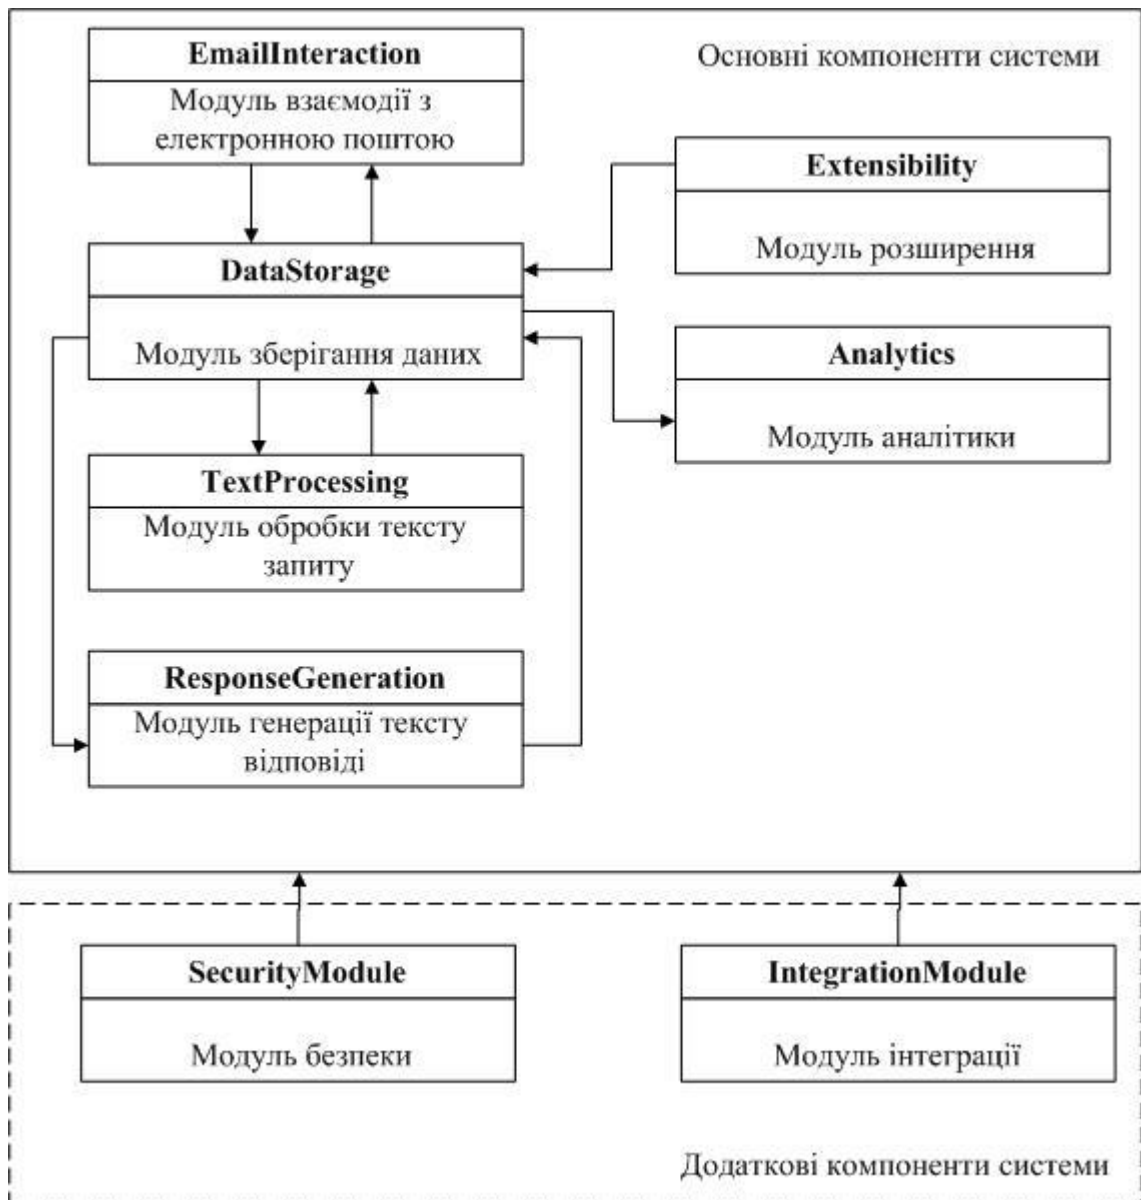 EmailInteraction
Модуль взаємодії з
електронною поштою
Основні компоненти системи
Extensibility
Модуль розширення
DataStorage
Модуль зберігання даних
Analytics
Модуль аналітики
TextProcessing
Модуль обробки тексту
запиту
ResponseGeneration
Модуль генерації тексту
відповіді
SecurityModule
Модуль безпеки
IntegrationModule
Модуль інтеграції
Додаткові компоненти системи